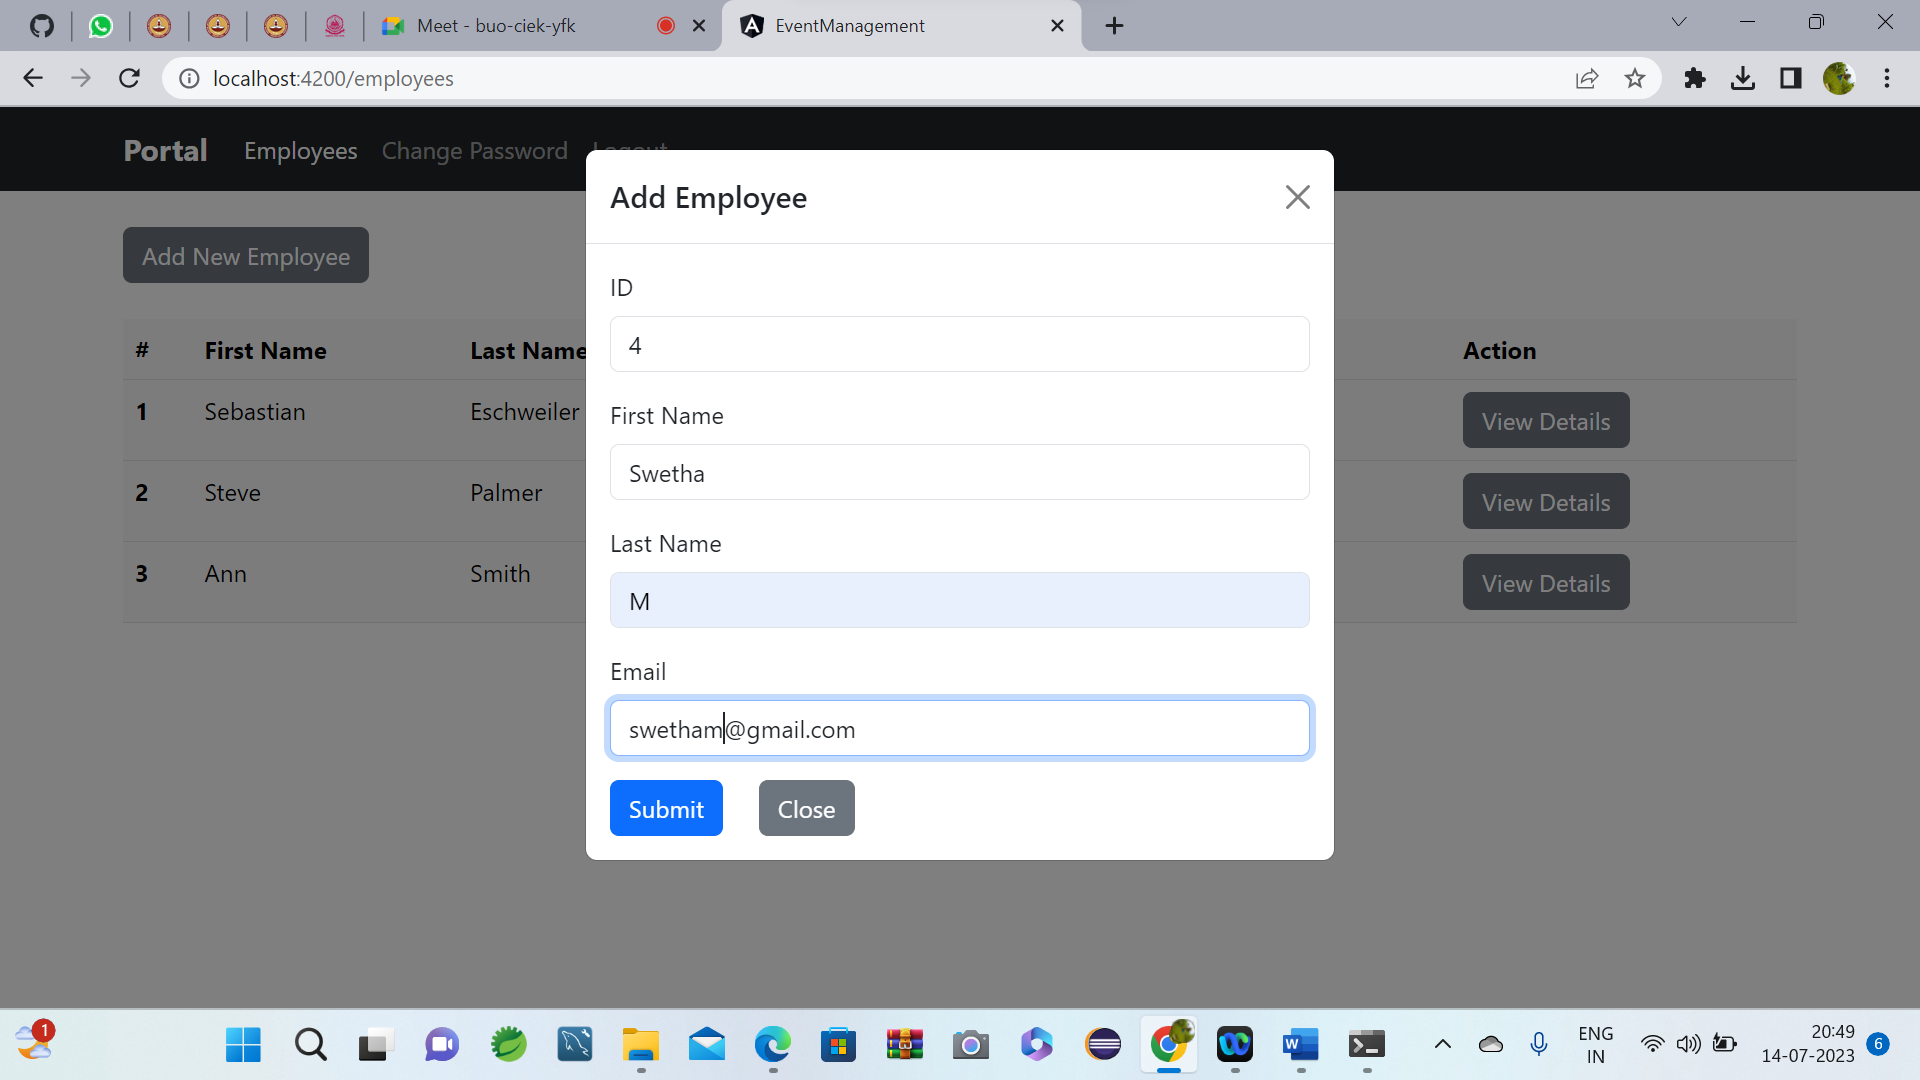 Meet - buo-ciek-yfk
EventManagement
localhost:4200/employees
Portal Employees Change Password Logout
Add Employee
Add New Employee
ID
4
# First Name Last Name Action
1 Sebastian Eschweiler View Details
First Name
Swetha
2 Steve Palmer View Details
Last Name
3 Ann Smith View Details
M
Email
swetham@gmail.com
Submit Close
1
W
ENG
IN
20:49
14-07-2023
6